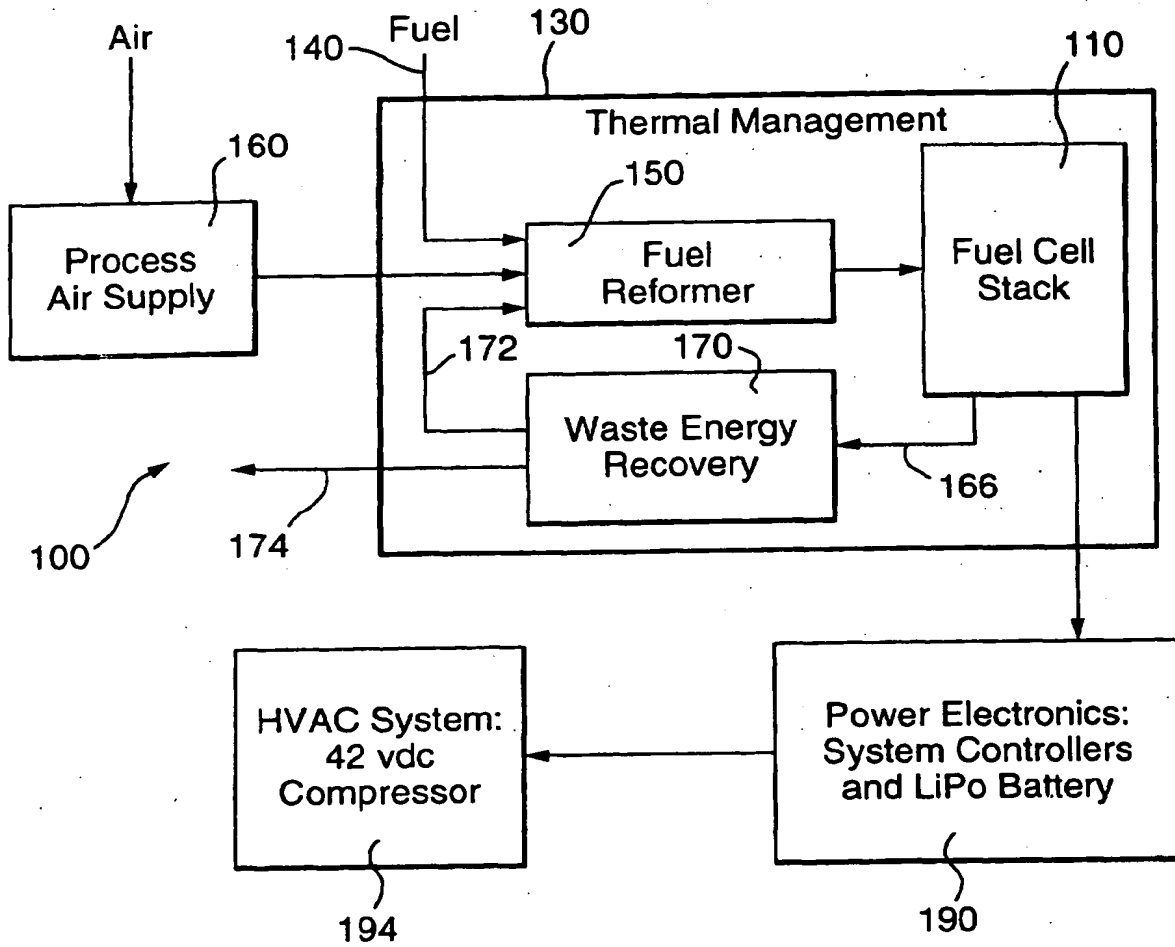 Air
140
Fuel
130
110
Thermal Management
160
150
Process
Air Supply
Fuel
Reformer
Fuel Cell
Stack
172
170
Waste Energy
Recovery
166
100
174
HVAC System:
42 vdc
Compressor
Power Electronics:
System Controllers
and LiPo Battery
194
190